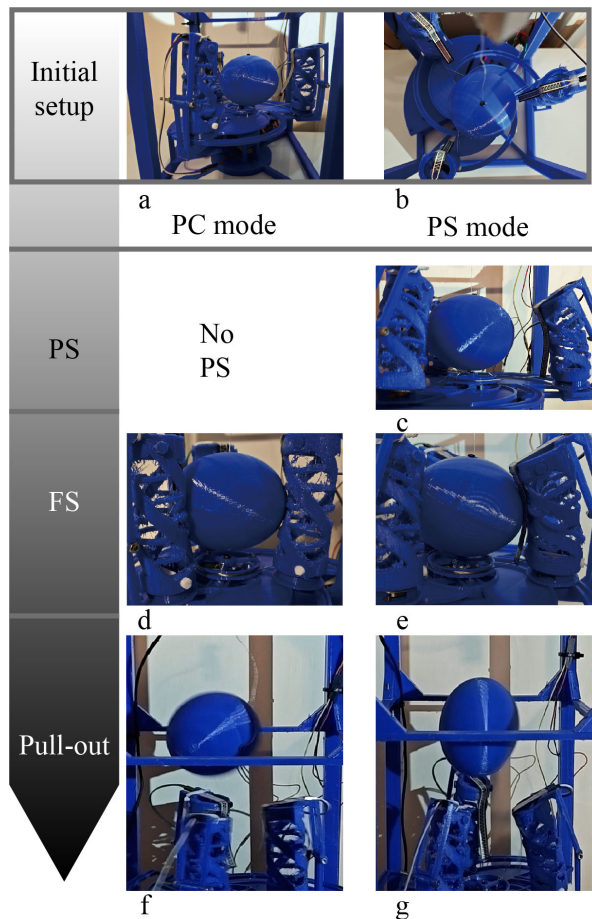 Initial
setup
a
b
PC mode
PS mode
PS
No
PS
c
FS
d
e
Pull-out
f
g